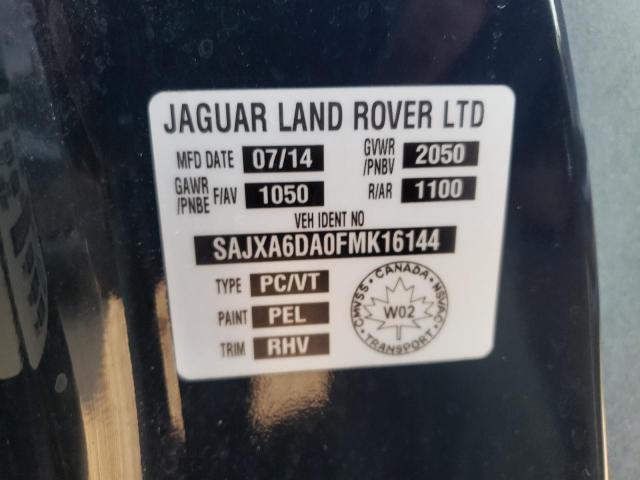 JAGUAR LAND ROVER LTD
MFD DATE 07/14 GVWR /PNBV 2050
GAWR /PNBE F/AV 1050 R/AR 1100
VEH IDENT NO
SAJXA6DA0FMK16144
TYPE PC/VT
PAINT PEL
TRIM RHV
CMVSS - CANADA - NSVAC
W02
TRANSPORT